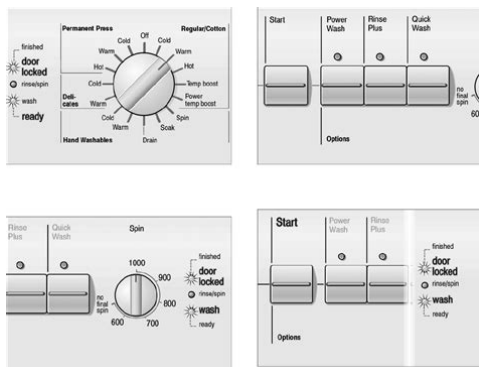 Permanent Press
Regular/Cotton
Off
Cold
Cold
Warm
Warm
Hot
Hot
Cold
Temp boost
Deli-
cates
Warm
Power
temp boost
Cold
Spin
Warm
Soak
Drain
Hand Washables
finished
door
locked
rinse/spin
wash
ready
Start
Power
Wash
Rinse
Plus
Quick
Wash
no
final
spin
60
Options
Rinse
Plus
Quick
Wash
Spin
1000
900
800
700
600
no
final
spin
finished
door
locked
rinse/spin
wash
ready
Start
Power
Wash
Rinse
Plus
Options
finished
door
locked
rinse/spin
wash
ready